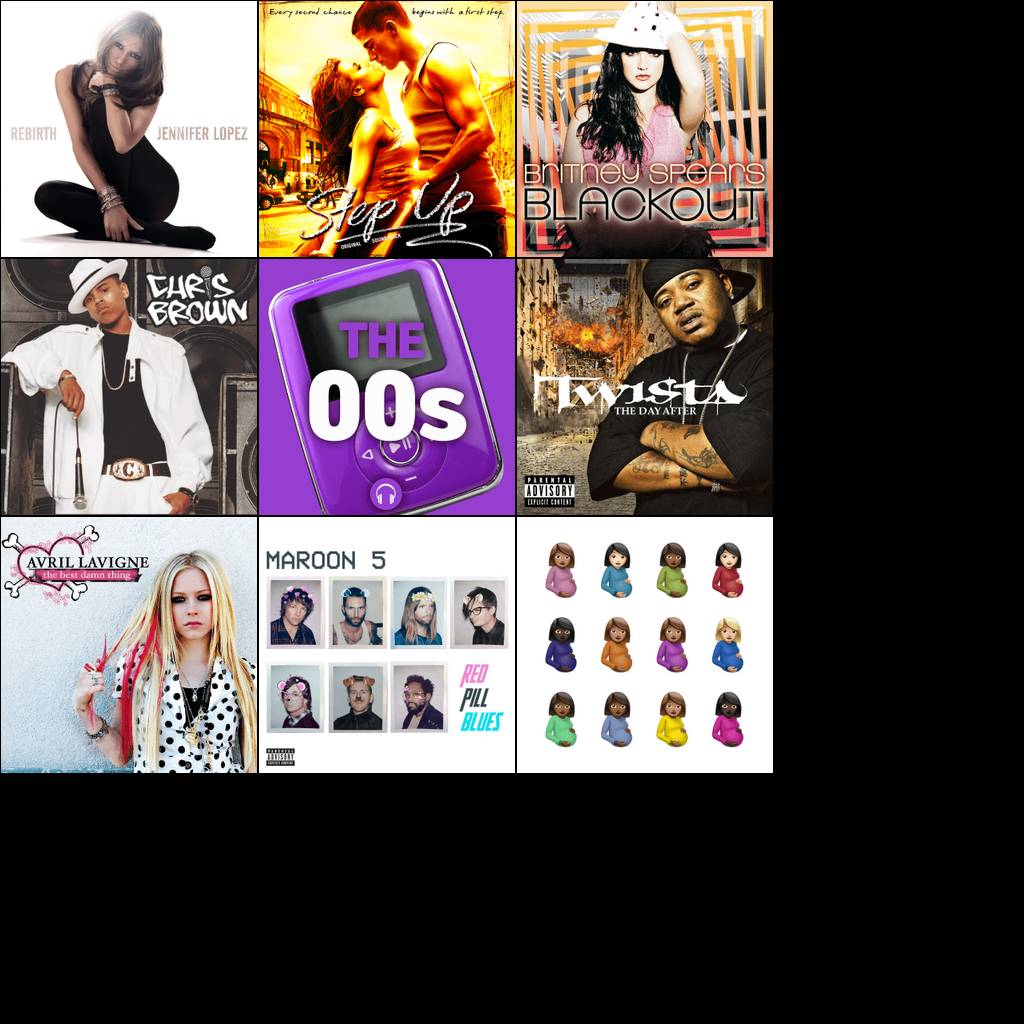 REBIRTH
JENNIFER LOPEZ
Every second chance
begins with a first step.
Step Up
ORIGINAL SOUNDTRACK
BRITNEY SPEARS
BLACKOUT
CHRIS
BROWN
C
THE
00s
TWISTA
THE DAY AFTER
PARENTAL
ADVISORY
EXPLICIT CONTENT
AVRIL LAVIGNE
the best damn thing
MAROON 5
RED
PILL
BLUES
PARENTAL
ADVISORY
EXPLICIT CONTENT